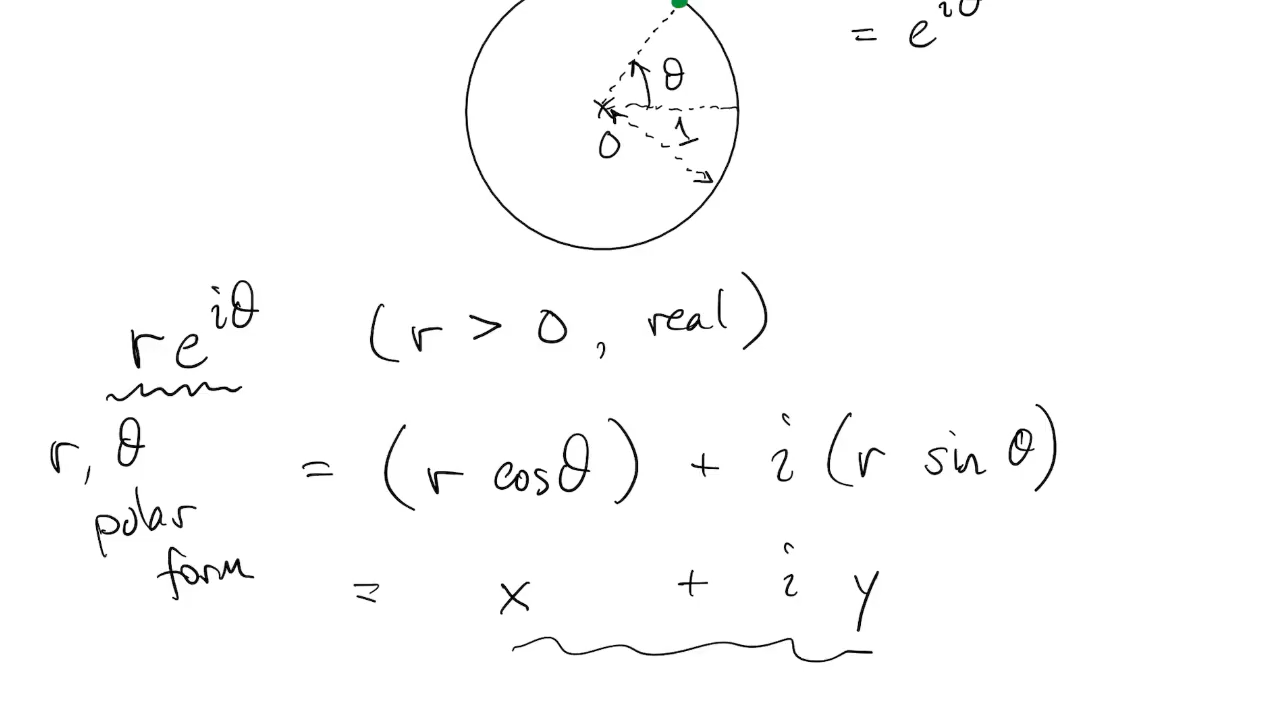 = e^{iθ}
θ
1
0
re^{iθ} (r > 0, real)
r, θ = (r cosθ) + i (r sin θ)
polar
form = x + i y